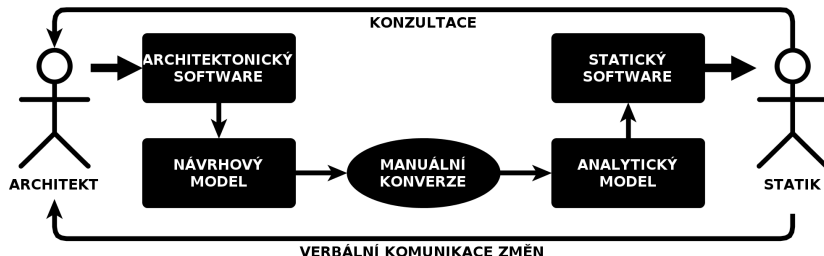 KONZULTACE
ARCHITEKTONICKÝ
SOFTWARE
STATICKÝ
SOFTWARE
NÁVRHOVÝ
MODEL
MANUÁLNÍ
KONVERZE
ANALYTICKÝ
MODEL
ARCHITEKT
STATIK
VERBÁLNÍ KOMUNIKACE ZMĚN